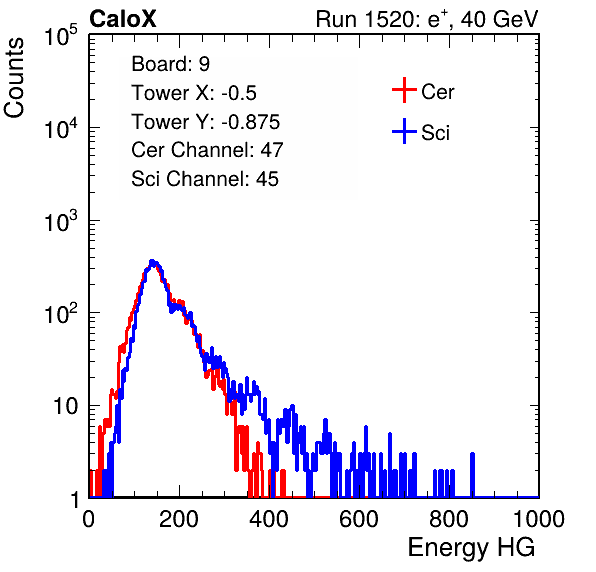 CaloX Run 1520: e⁺, 40 GeV
Counts
Board: 9
Tower X: -0.5
Tower Y: -0.875
Cer Channel: 47
Sci Channel: 45
Cer
Sci
10⁵
10⁴
10³
10²
10
1
0 200 400 600 800 1000
Energy HG